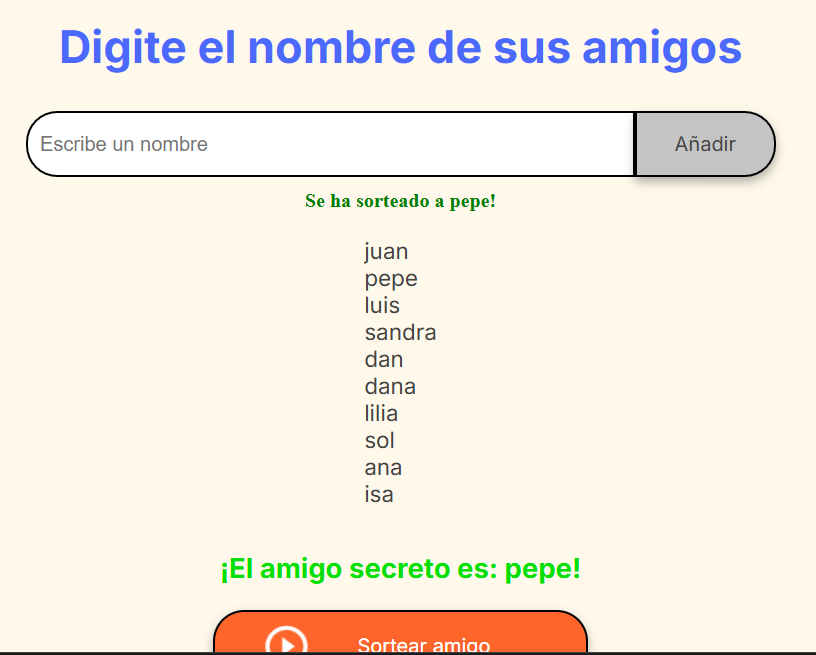 Digite el nombre de sus amigos
Escribe un nombre
Añadir
Se ha sorteado a pepe!
juan
pepe
luis
sandra
dan
dana
lilia
sol
ana
isa
¡El amigo secreto es: pepe!
Sortear amigo